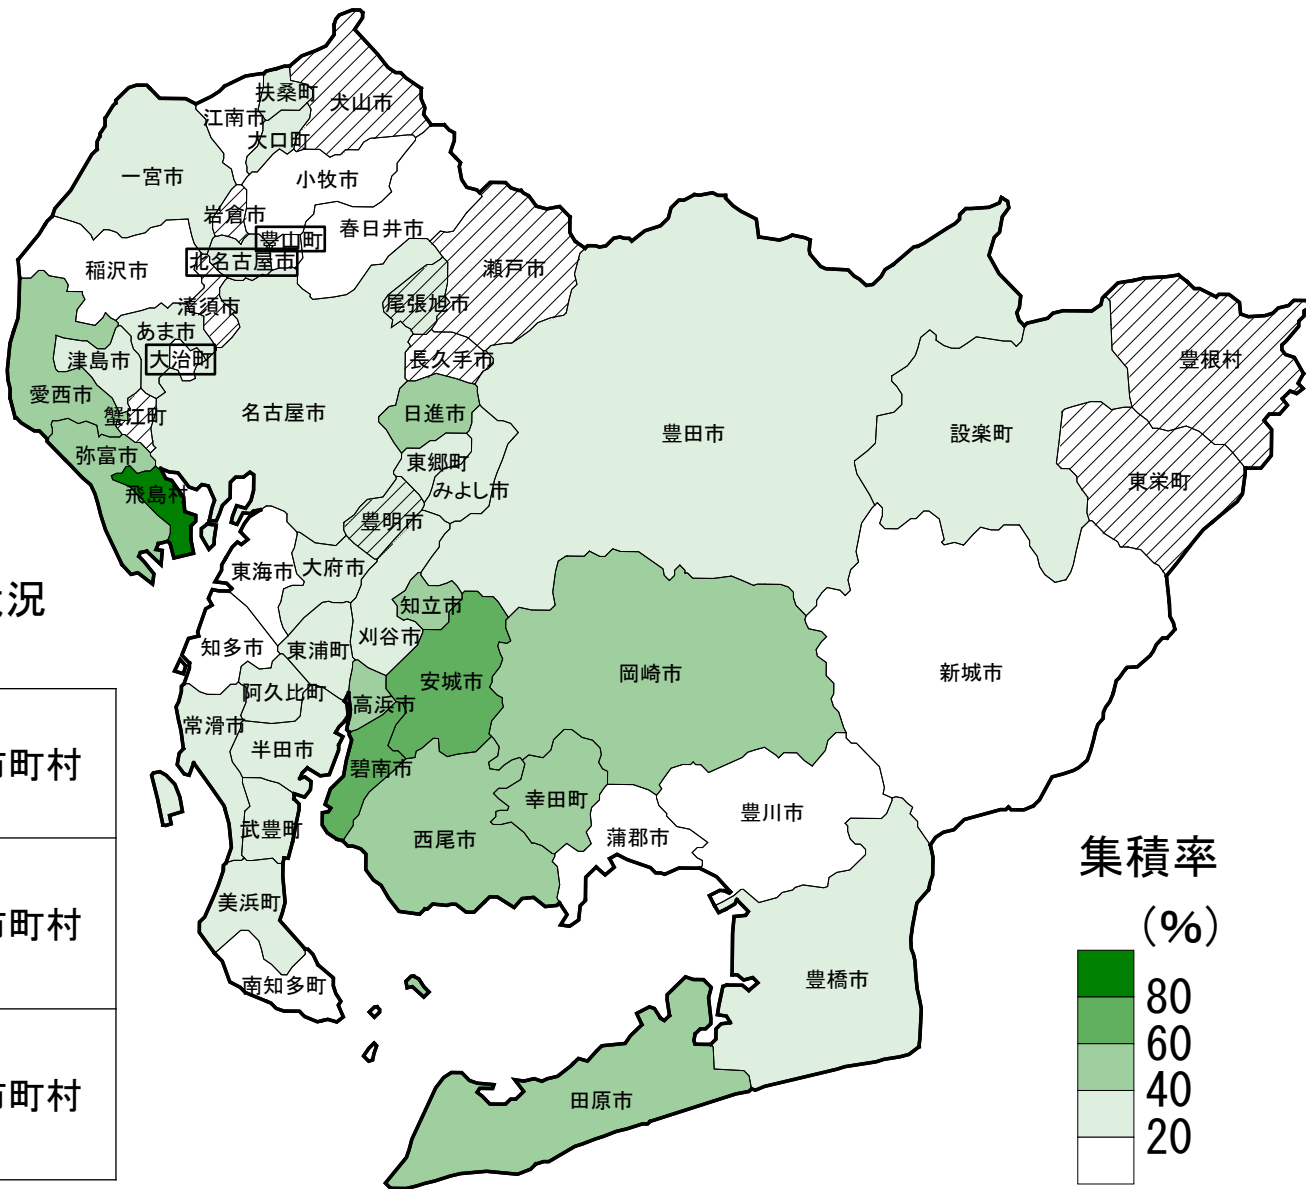 扶桑町
犬山市
江南市
大口町
一宮市
小牧市
岩倉市
春日井市
豊山町
北名古屋市
稲沢市
瀬戸市
清須市
尾張旭市
あま市
津島市
大治町
長久手市
豊根村
愛西市
蟹江町
名古屋市
日進市
豊田市
設楽町
弥富市
東郷町
みよし市
東栄町
飛島村
豊明市
東海市
大府市
知立市
況
知多市
東浦町
刈谷市
安城市
岡崎市
新城市
阿久比町
高浜市
常滑市
半田市
碧南市
市町村
幸田町
豊川市
武豊町
西尾市
蒲郡市
集積率
(%)
市町村
美浜町
南知多町
豊橋市
80
60
40
20
市町村
田原市